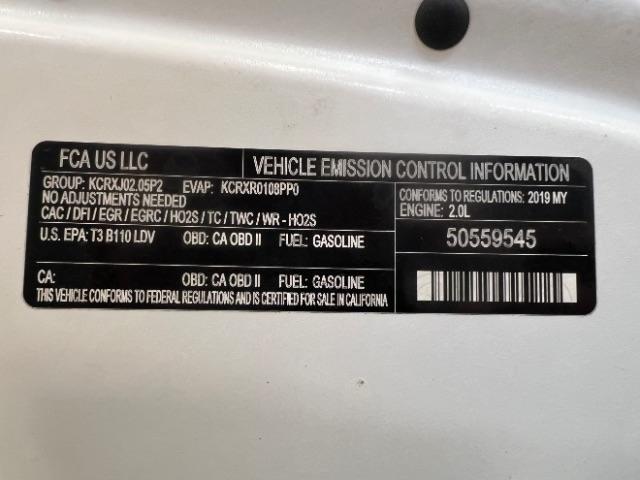 FCA US LLC
VEHICLE EMISSION CONTROL INFORMATION
GROUP: KCRXJ02.05P2 EVAP: KCRXR0108PP0
NO ADJUSTMENTS NEEDED
CAC / DFI / EGR / EGRC / HO2S / TC / TWC / WR - HO2S
CONFORMS TO REGULATIONS: 2019 MY
ENGINE: 2.0L
U.S. EPA: T3 B110 LDV OBD: CA OBD II FUEL: GASOLINE
50559545
CA: OBD: CA OBD II FUEL: GASOLINE
THIS VEHICLE CONFORMS TO FEDERAL REGULATIONS AND IS CERTIFIED FOR SALE IN CALIFORNIA